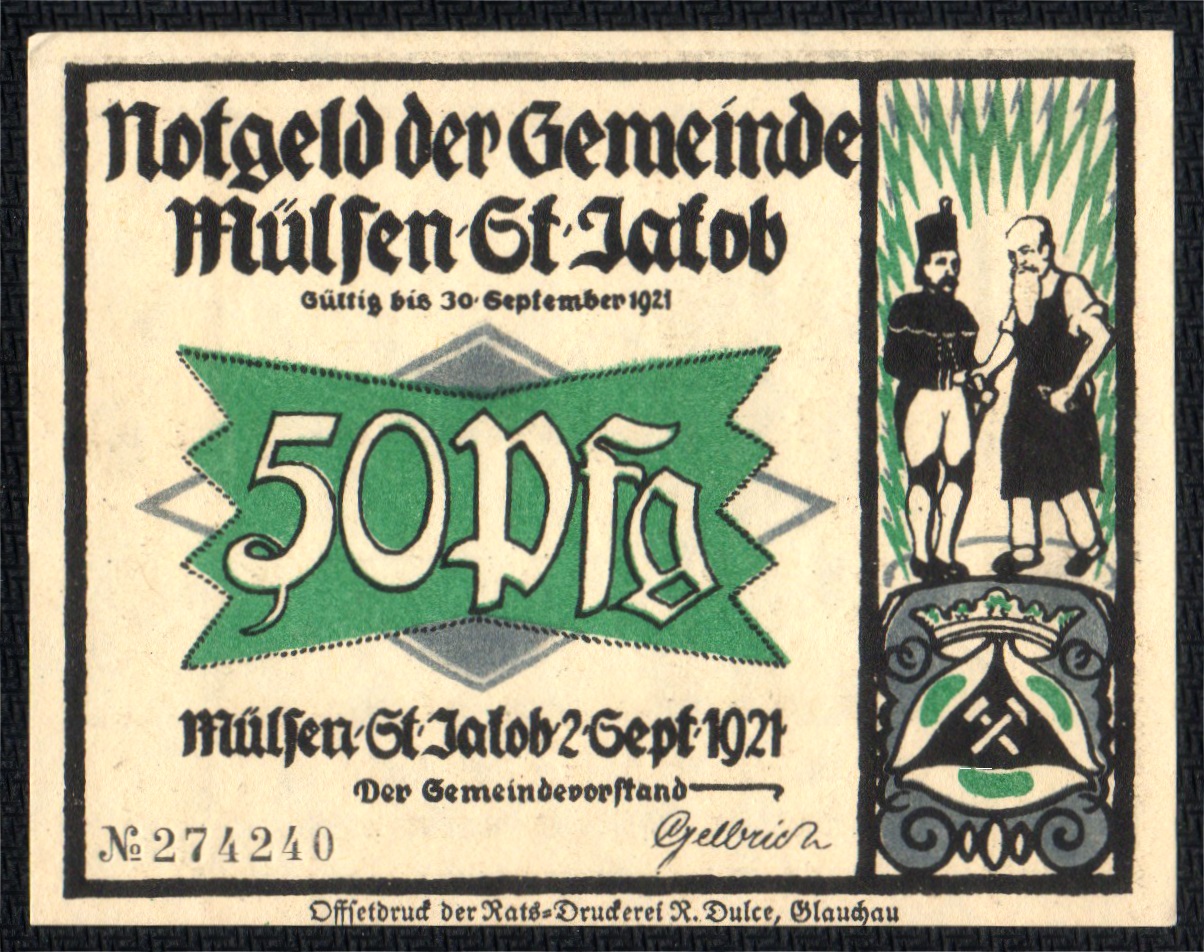 Notgeld der Gemeinde
Mülsen·St·Jakob
Gültig bis 30·September 1921
50 Pfg
Mülsen·St·Jakob·2·Sept·1921
Der Gemeindevorstand
№ 274240
Gelbrich
Offsetdruck der Rats-Druckerei R. Dulce, Glauchau